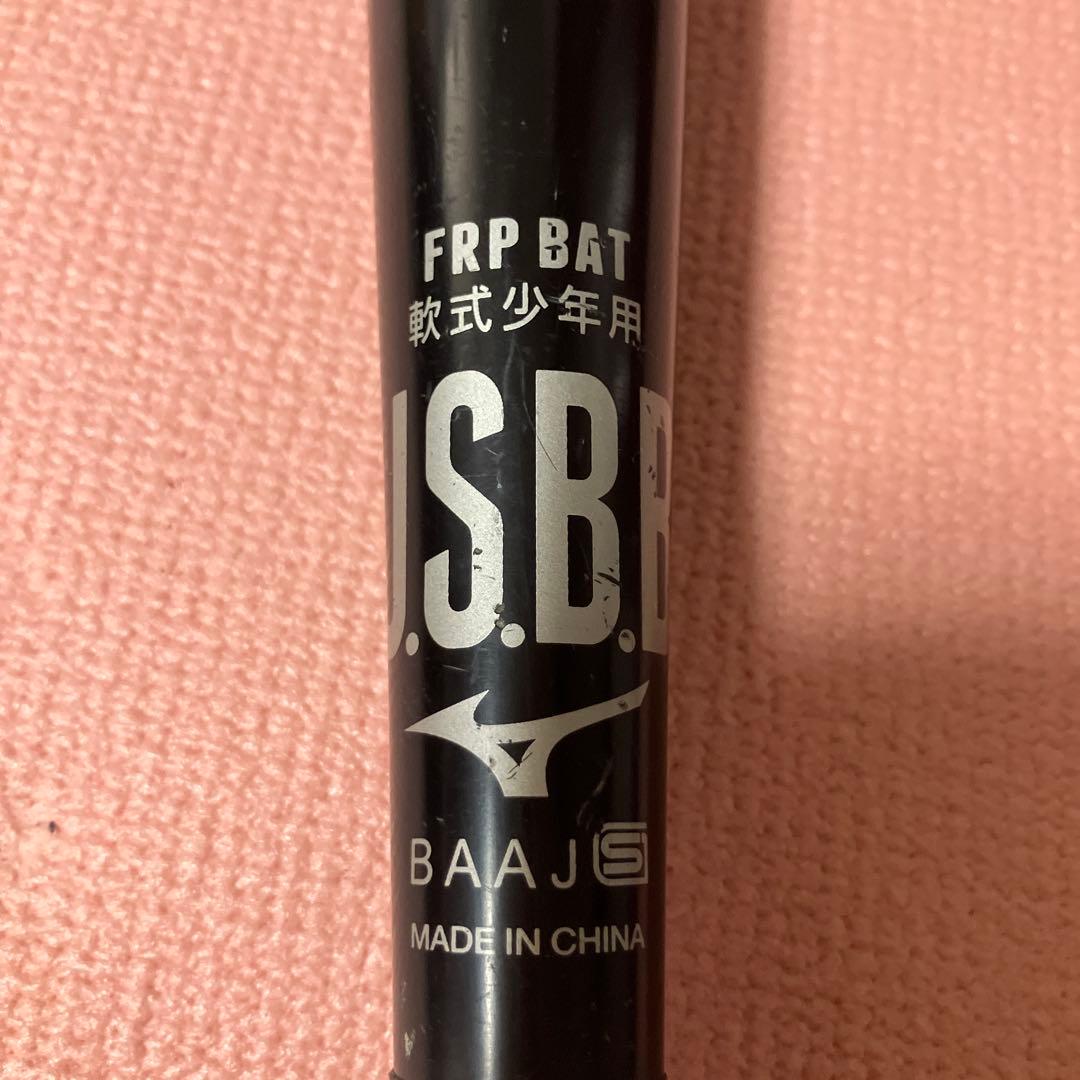 FRP BAT
軟式少年用
J.S.B.B
BAAJ S
MADE IN CHINA